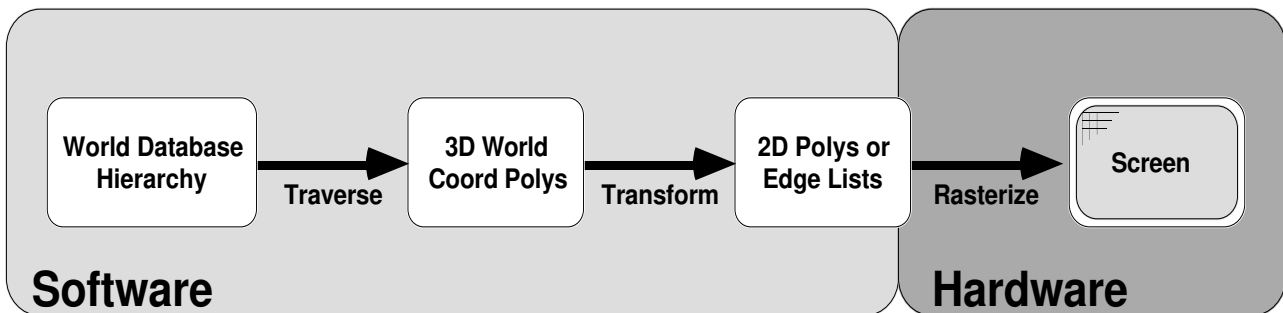 World Database
Hierarchy
Traverse
3D World
Coord Polys
Transform
2D Polys or
Edge Lists
Rasterize
Screen
Software
Hardware